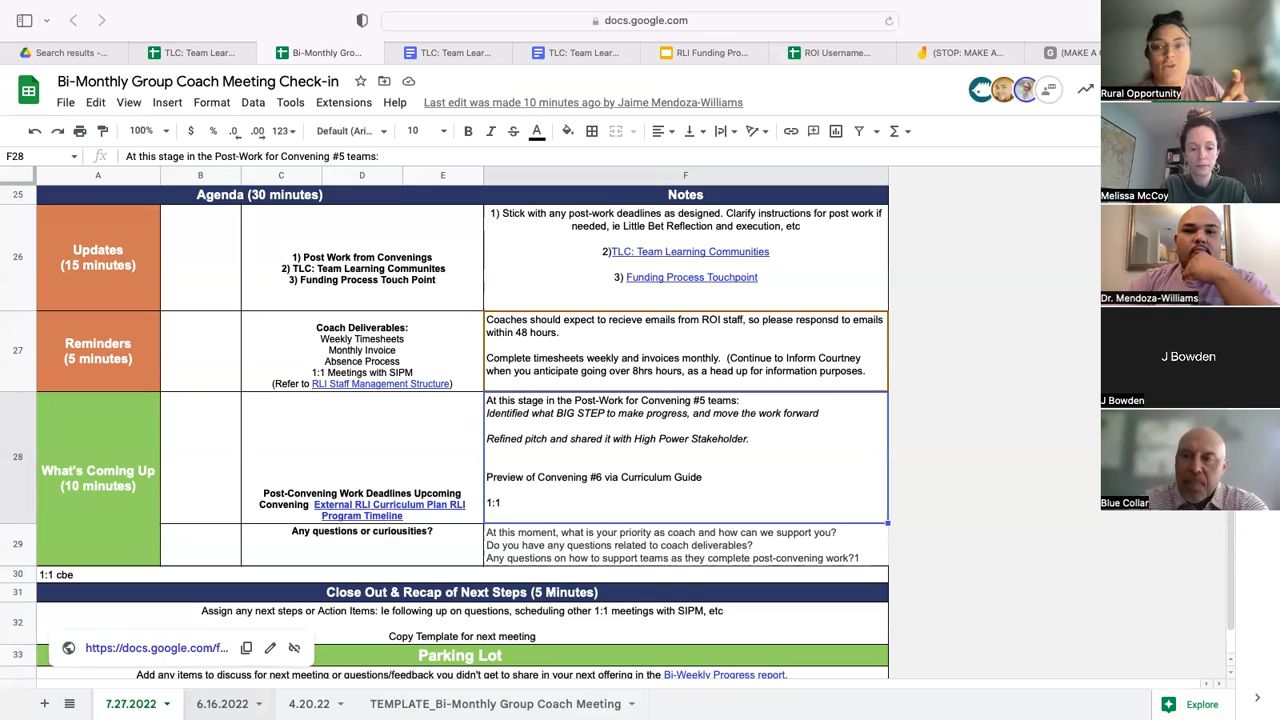 docs.google.com
Search results -...
TLC: Team Learn...
Bi-Monthly Gro...
TLC: Team Lear...
TLC: Team Lear...
RLI Funding Pro...
ROI Username...
(STOP: MAKE A...
(MAKE A C
Bi-Monthly Group Coach Meeting Check-in
File Edit View Insert Format Data Tools Extensions Help Last edit was made 10 minutes ago by Jaime Mendoza-Williams
100% $ % .0 .00 123 Default (Ari... 10 B I S A
F28 fx At this stage in the Post-Work for Convening #5 teams:
A B C D E F
25 Agenda (30 minutes) Notes
26
Updates
(15 minutes)
1) Post Work from Convenings
2) TLC: Team Learning Communites
3) Funding Process Touch Point
1) Stick with any post-work deadlines as designed. Clarify instructions for post work if
needed, ie Little Bet Reflection and execution, etc
2)TLC: Team Learning Communities
3) Funding Process Touchpoint
27
Reminders
(5 minutes)
Coach Deliverables:
Weekly Timesheets
Monthly Invoice
Absence Process
1:1 Meetings with SIPM
(Refer to RLI Staff Management Structure)
Coaches should expect to recieve emails from ROI staff, so please responsd to emails
within 48 hours.
Complete timesheets weekly and invoices monthly. (Continue to Inform Courtney
when you anticipate going over 8hrs hours, as a head up for information purposes.
28
What's Coming Up
(10 minutes)
Post-Convening Work Deadlines Upcoming
Convening External RLI Curriculum Plan RLI
Program Timeline
At this stage in the Post-Work for Convening #5 teams:
Identified what BIG STEP to make progress, and move the work forward
Refined pitch and shared it with High Power Stakeholder.
Preview of Convening #6 via Curriculum Guide
1:1
29
Any questions or curiousities?
At this moment, what is your priority as coach and how can we support you?
Do you have any questions related to coach deliverables?
Any questions on how to support teams as they complete post-convening work?1
30 1:1 cbe
31 Close Out & Recap of Next Steps (5 Minutes)
32
Assign any next steps or Action Items: Ie following up on questions, scheduling other 1:1 meetings with SIPM, etc
Copy Template for next meeting
https://docs.google.com/f...
33 Parking Lot
Add any items to discuss for next meeting or questions/feedback you didn't get to share in your next offering in the Bi-Weekly Progress report.
7.27.2022 6.16.2022 4.20.22 TEMPLATE_Bi-Monthly Group Coach Meeting Explore
Rural Opportunity
Melissa McCoy
Dr. Mendoza-Williams
J Bowden
J Bowden
Blue Collar